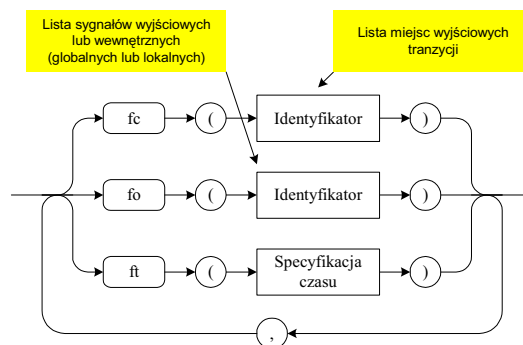 Lista sygnałów wyjściowych
lub wewnętrznych
(globalnych lub lokalnych)
Lista miejsc wyjściowych
tranzycji
fc ( Identyfikator )
fo ( Identyfikator )
ft ( Specyfikacja
czasu )
,